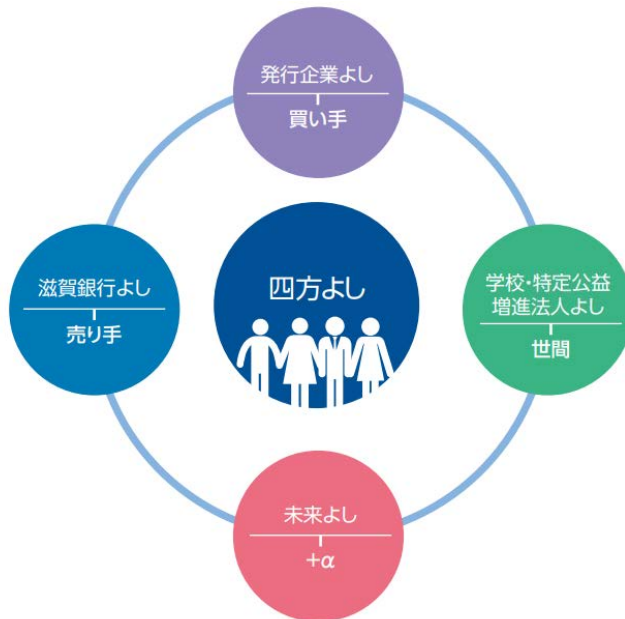 発行企業よし
買い手
滋賀銀行よし
売り手
四方よし
学校・特定公益
増進法人よし
世間
未来よし
+α